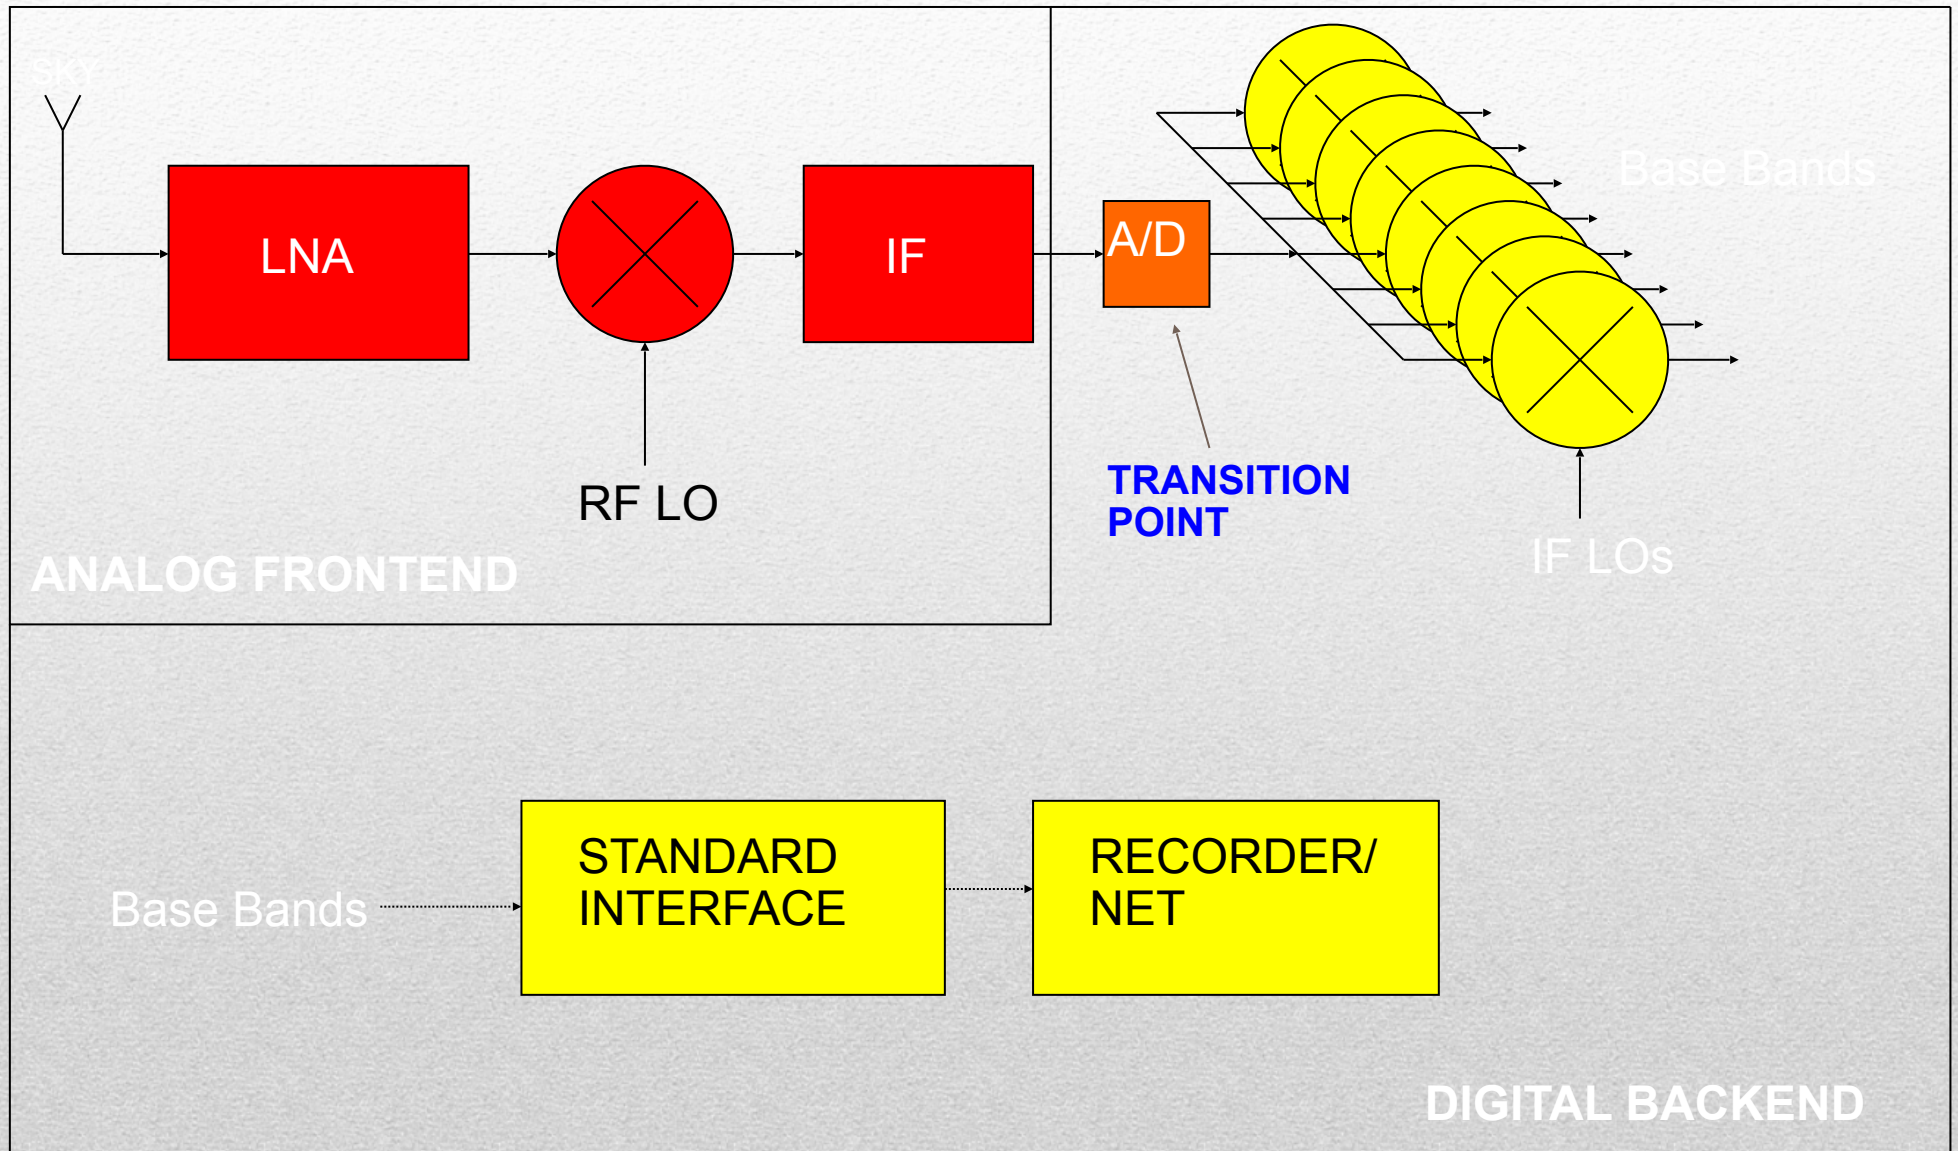 SKY
Base Bands
LNA
IF
A/D
RF LO
TRANSITION
POINT
IF LOs
ANALOG FRONTEND
STANDARD
INTERFACE
RECORDER/
NET
Base Bands
DIGITAL BACKEND